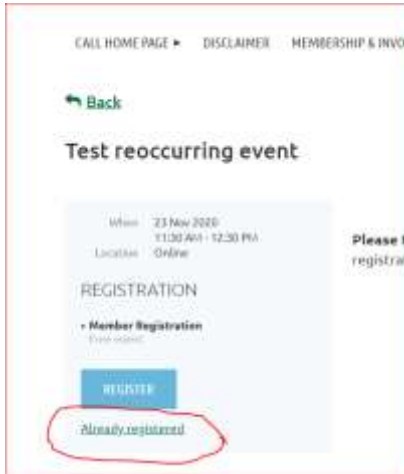 CALL HOME PAGE ▸ DISCLAIMER MEMBERSHIP & INVO
Back
Test reoccurring event
When 23 Nov 2020
11:30 AM - 12:30 PM
Location Online
Please
registra
REGISTRATION
• Member Registration
REGISTER
Already registered